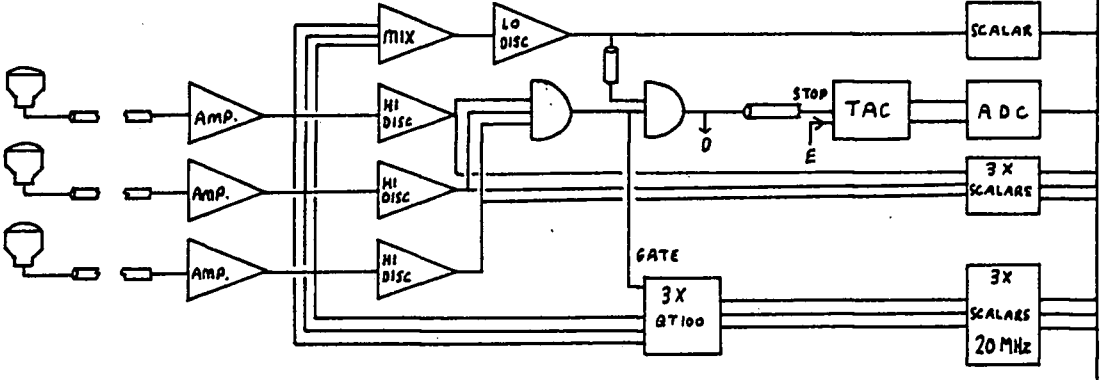 MIX
LO
DISC
SCALAR
AMP.
HI
DISC
STOP
TAC
ADC
D
E
AMP.
HI
DISC
3X
SCALARS
AMP.
HI
DISC
GATE
3X
QT100
3X
SCALARS
20 MHz